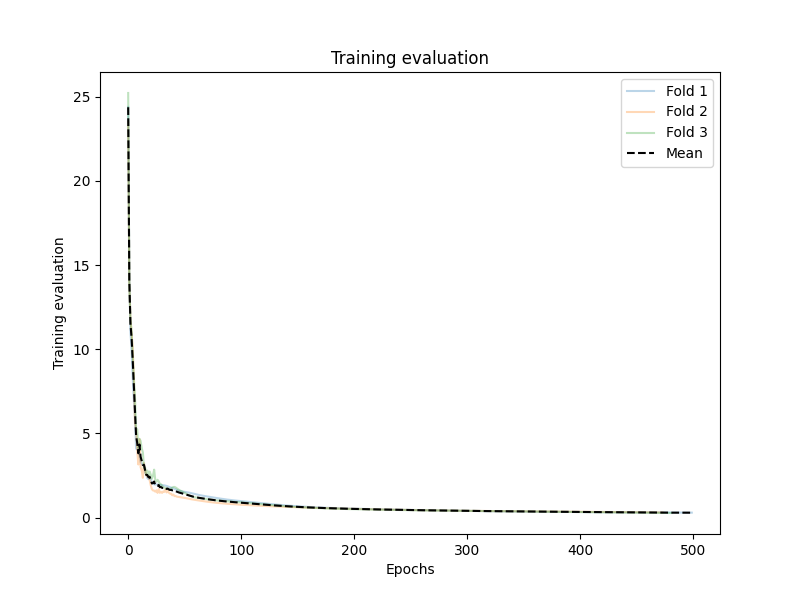 Training evaluation
Fold 1
Fold 2
Fold 3
Mean
Training evaluation
25
20
15
10
5
0
0 100 200 300 400 500
Epochs